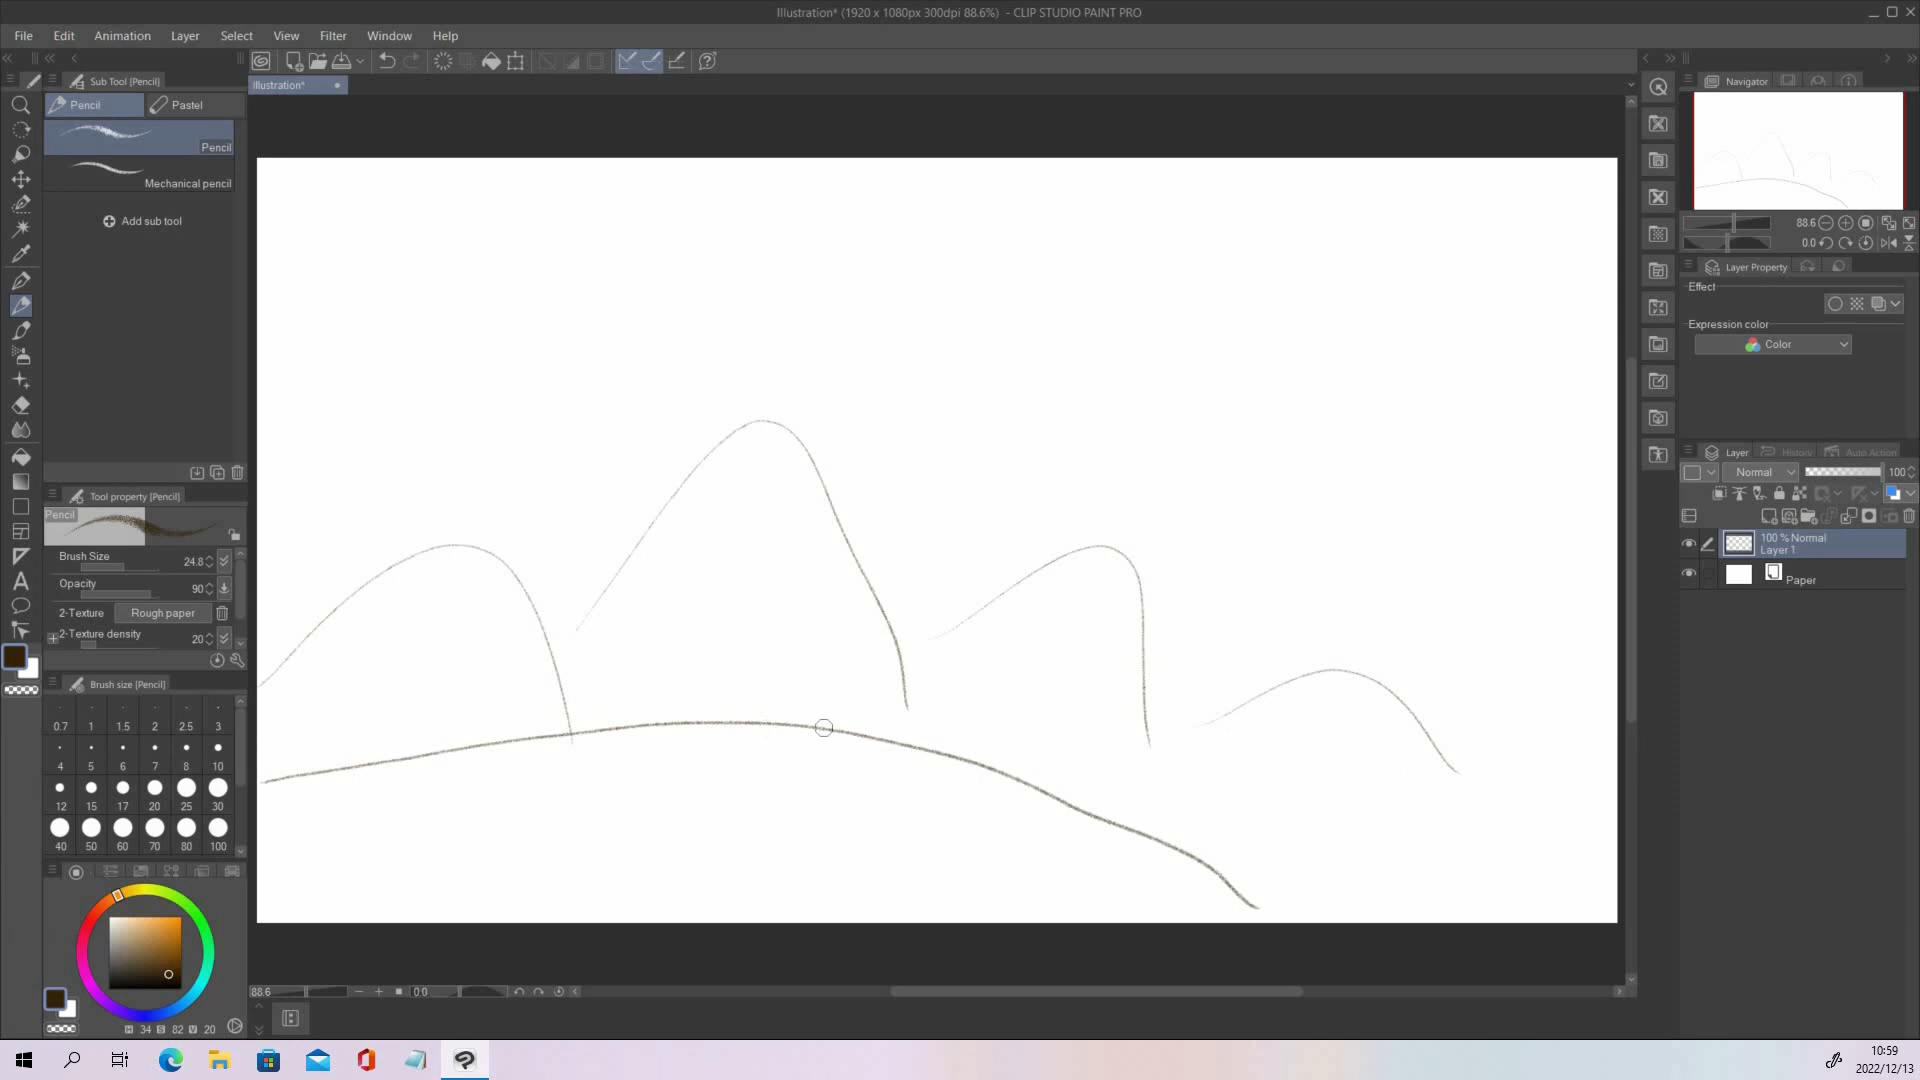 Illustration* (1920 x 1080px 300dpi 88.6%) - CLIP STUDIO PAINT PRO
File Edit Animation Layer Select View Filter Window Help
Sub Tool [Pencil]
Pencil
Pastel
Pencil
Mechanical pencil
Add sub tool
Tool property [Pencil]
Pencil
Brush Size 24.8
Opacity 90
2-Texture Rough paper
2-Texture density 20
Brush size [Pencil]
0.7 1 1.5 2 2.5 3
4 5 6 7 8 10
12 15 17 20 25 30
40 50 60 70 80 100
H 34 S 82 V 20
Illustration*
88.6 0.0
Navigator
88.6
0.0
Layer Property
Effect
Expression color
Color
Layer History Auto Action
Normal 100
100 % Normal
Layer 1
Paper
10:59
2022/12/13